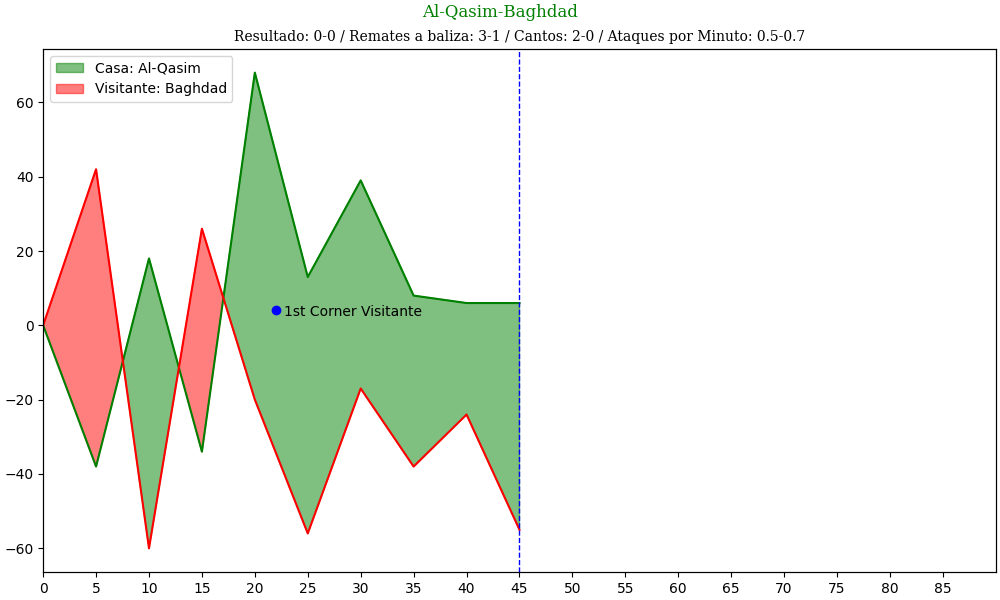 Al-Qasim-Baghdad
Resultado: 0-0 / Remates a baliza: 3-1 / Cantos: 2-0 / Ataques por Minuto: 0.5-0.7
Casa: Al-Qasim
Visitante: Baghdad
60
40
20
0
−20
−40
−60
1st Corner Visitante
0 5 10 15 20 25 30 35 40 45 50 55 60 65 70 75 80 85